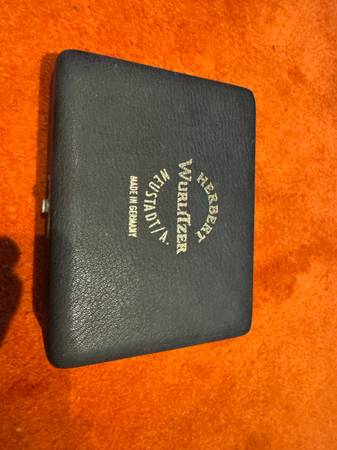 HERBERT
WURLITZER
NEUSTADT/A.
MADE IN GERMANY